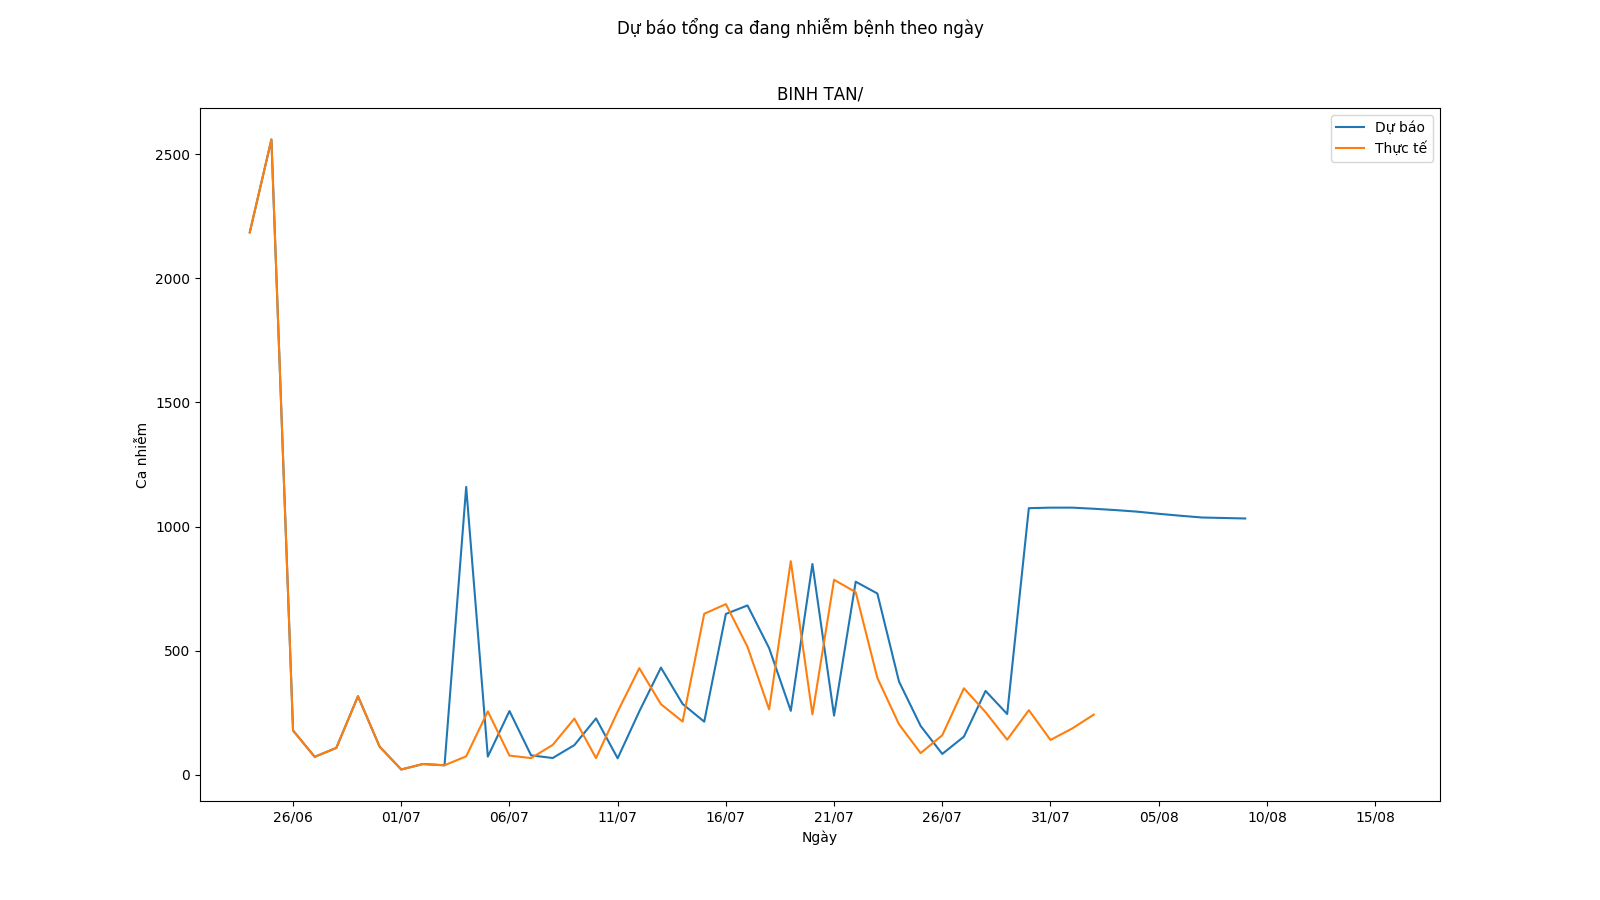 Dự báo tổng ca đang nhiễm bệnh theo ngày
BINH TAN/
Dự báo
Thực tế
2500
2000
1500
1000
500
0
Ca nhiễm
26/06
01/07
06/07
11/07
16/07
21/07
26/07
31/07
05/08
10/08
15/08
Ngày